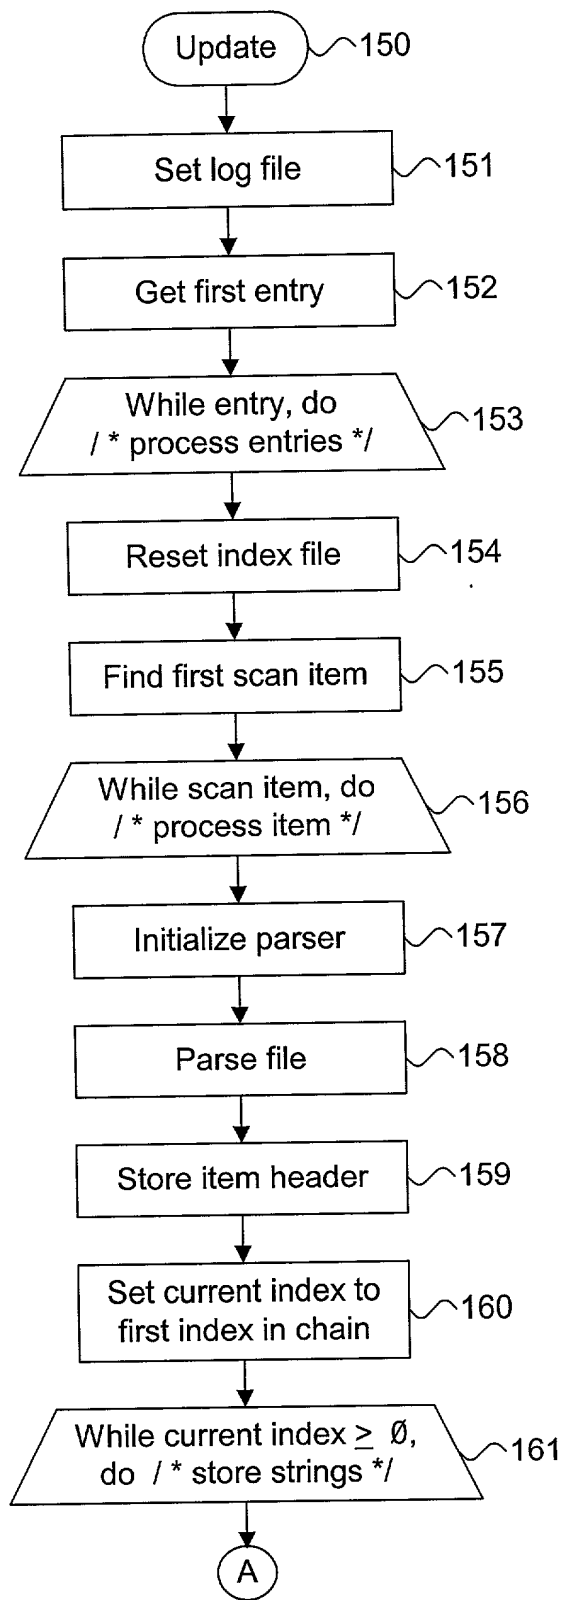 Update 150
Set log file 151
Get first entry 152
While entry, do
/ * process entries */ 153
Reset index file 154
Find first scan item 155
While scan item, do
/ * process item */ 156
Initialize parser 157
Parse file 158
Store item header 159
Set current index to
first index in chain 160
While current index ≥ Ø,
do / * store strings */ 161
A